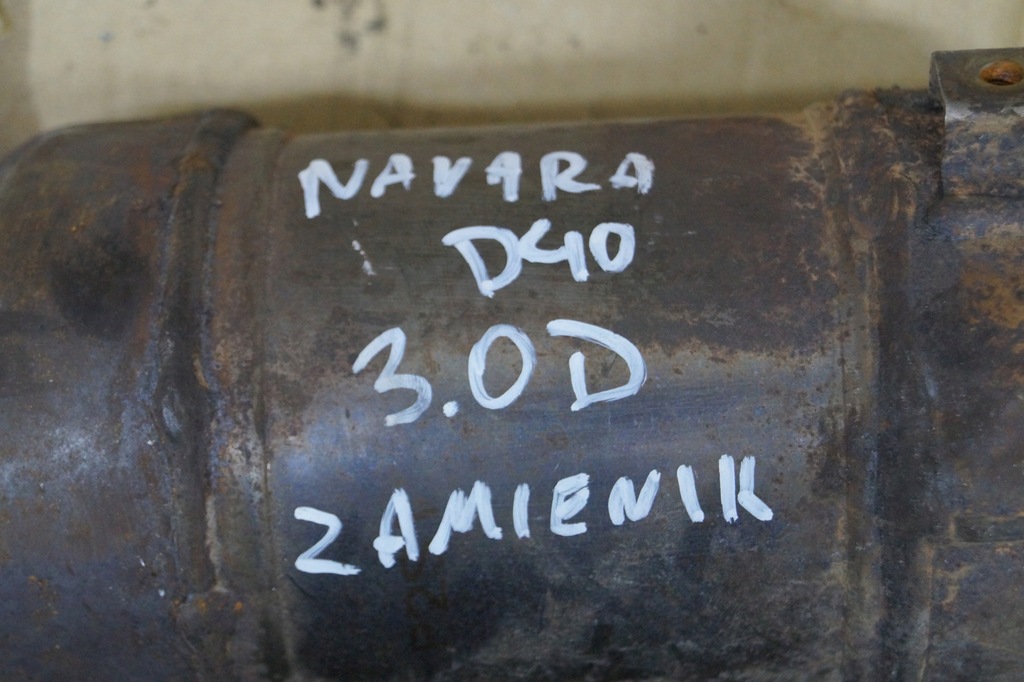 NAVARA
D40
3.0D
ZAMIENIK